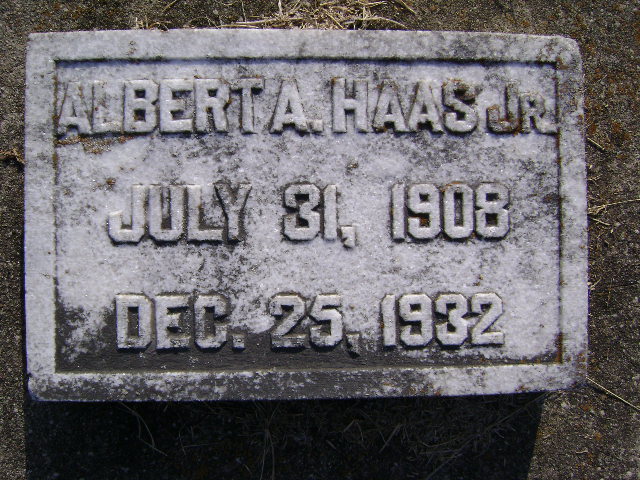 ALBERT A. HAAS JR.
JULY 31, 1908
DEC. 25, 1932